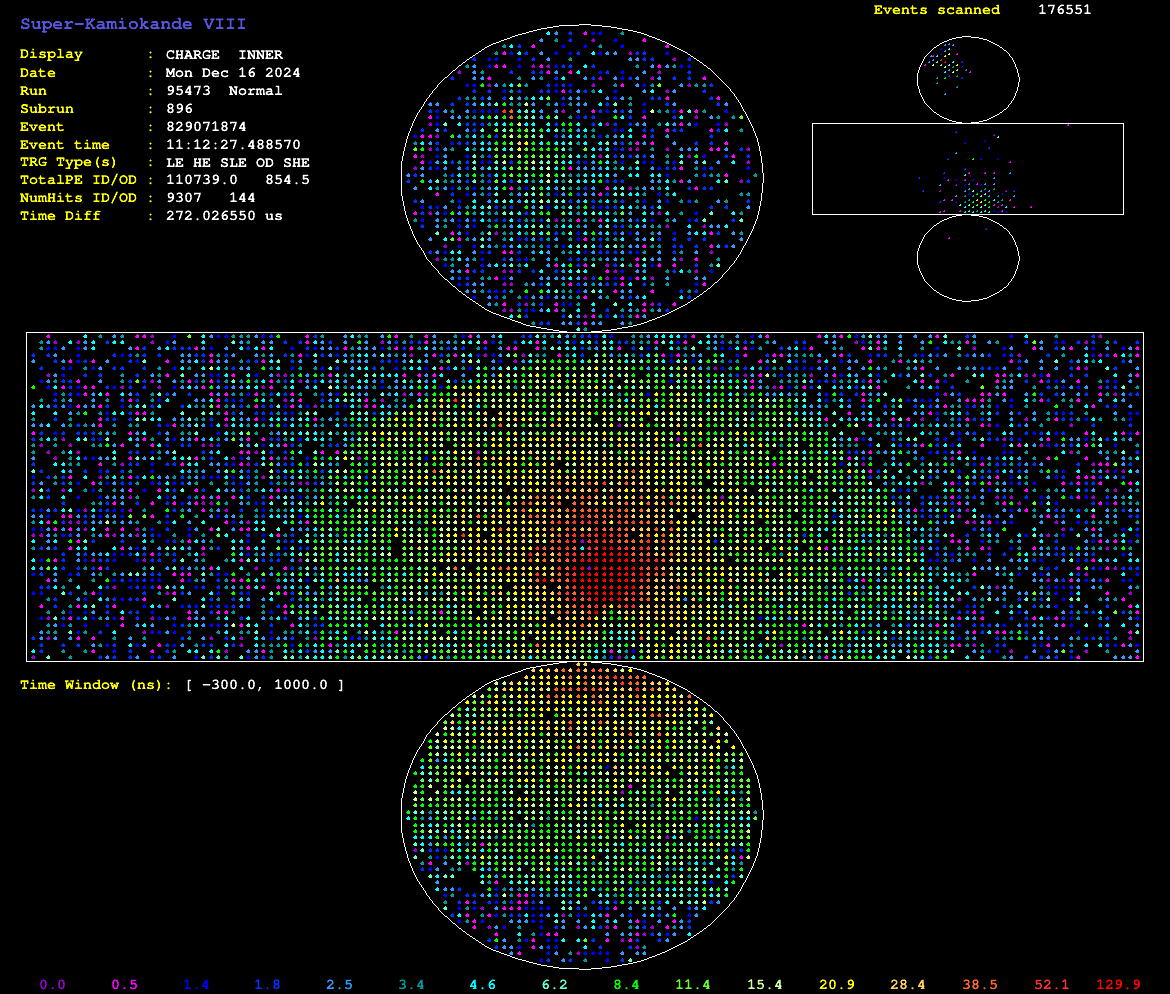 Super-Kamiokande VIII
Events scanned 176551
Display : CHARGE INNER
Date : Mon Dec 16 2024
Run : 95473 Normal
Subrun : 896
Event : 829071874
Event time : 11:12:27.488570
TRG Type(s) : LE HE SLE OD SHE
TotalPE ID/OD : 110739.0 854.5
NumHits ID/OD : 9307 144
Time Diff : 272.026550 us
Time Window (ns): [ −300.0, 1000.0 ]
0.0 0.5 1.4 1.8 2.5 3.4 4.6 6.2 8.4 11.4 15.4 20.9 28.4 38.5 52.1 129.9